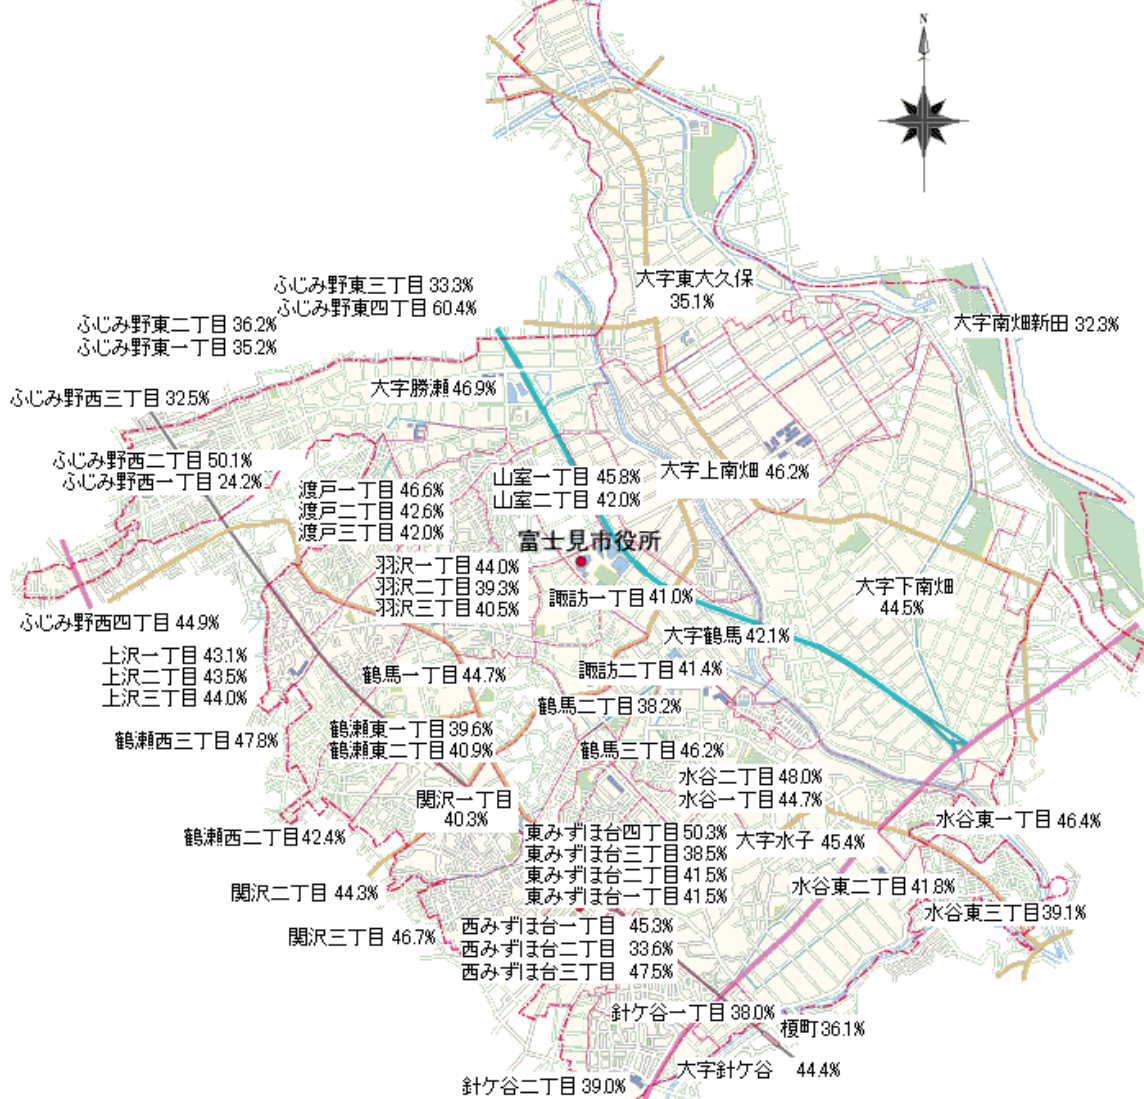 N
大字東大久保
35.1%
ふじみ野東三丁目 33.3%
ふじみ野東四丁目 60.4%
ふじみ野東二丁目 36.2%
ふじみ野東一丁目 35.2%
大字南畑新田 32.3%
大字勝瀬 46.9%
ふじみ野西三丁目 32.5%
ふじみ野西二丁目 50.1%
ふじみ野西一丁目 24.2%
渡戸一丁目 46.6%
渡戸二丁目 42.6%
渡戸三丁目 42.0%
山室一丁目 45.8%
山室二丁目 42.0%
大字上南畑 46.2%
富士見市役所
羽沢一丁目 44.0%
羽沢二丁目 39.3%
羽沢三丁目 40.5%
諏訪一丁目 41.0%
大字下南畑
44.5%
ふじみ野西四丁目 44.9%
大字鶴馬 42.1%
上沢一丁目 43.1%
上沢二丁目 43.5%
上沢三丁目 44.0%
鶴馬一丁目 44.7%
諏訪二丁目 41.4%
鶴馬二丁目 38.2%
鶴瀬西三丁目 47.8%
鶴瀬東一丁目 39.6%
鶴瀬東二丁目 40.9%
鶴馬三丁目 46.2%
水谷二丁目 48.0%
水谷一丁目 44.7%
関沢一丁目
40.3%
水谷東一丁目 46.4%
鶴瀬西二丁目 42.4%
東みずほ台四丁目 50.3%
東みずほ台三丁目 38.5%
東みずほ台二丁目 41.5%
東みずほ台一丁目 41.5%
大字水子 45.4%
関沢二丁目 44.3%
水谷東二丁目 41.8%
水谷東三丁目 39.1%
関沢三丁目 46.7%
西みずほ台一丁目 45.3%
西みずほ台二丁目 33.6%
西みずほ台三丁目 47.5%
針ケ谷一丁目 38.0%
榎町 36.1%
大字針ケ谷 44.4%
針ケ谷二丁目 39.0%